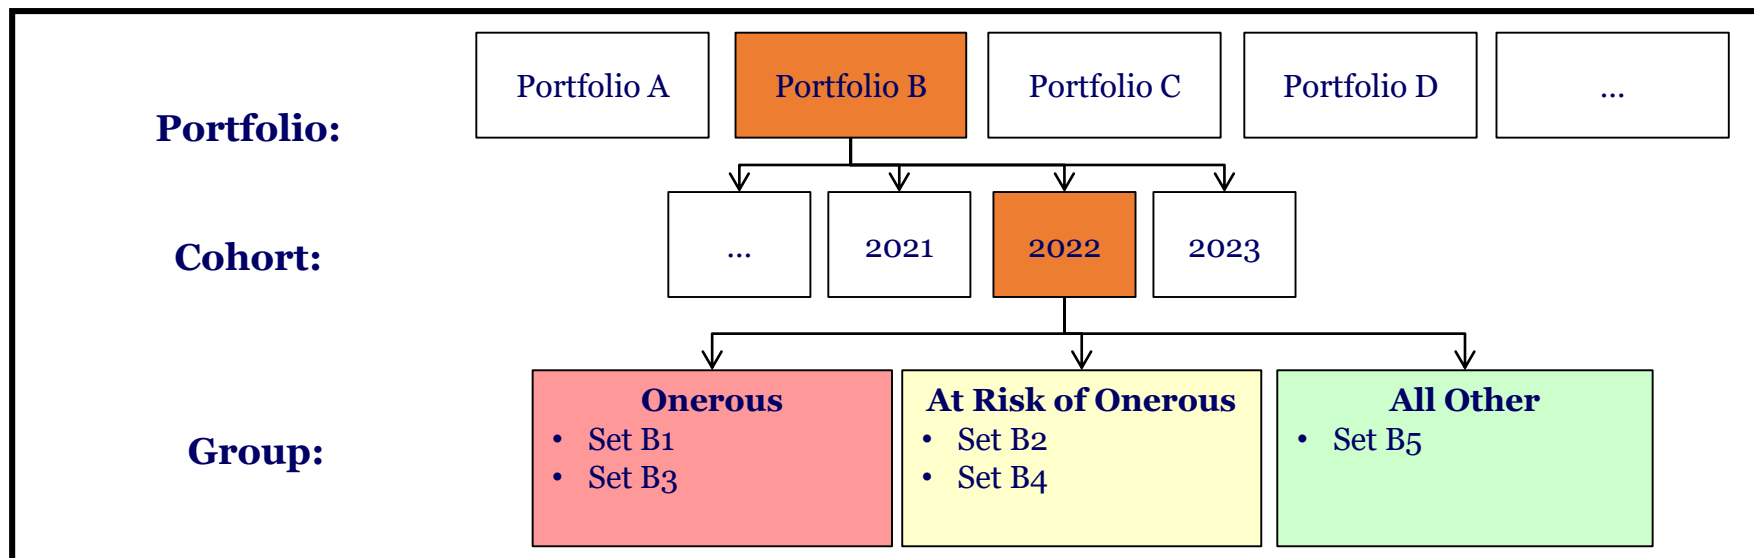 Portfolio A
Portfolio B
Portfolio C
Portfolio D
...
Portfolio:
Cohort:
...
2021
2022
2023
Group:
Onerous
• Set B1
• Set B3
At Risk of Onerous
• Set B2
• Set B4
All Other
• Set B5